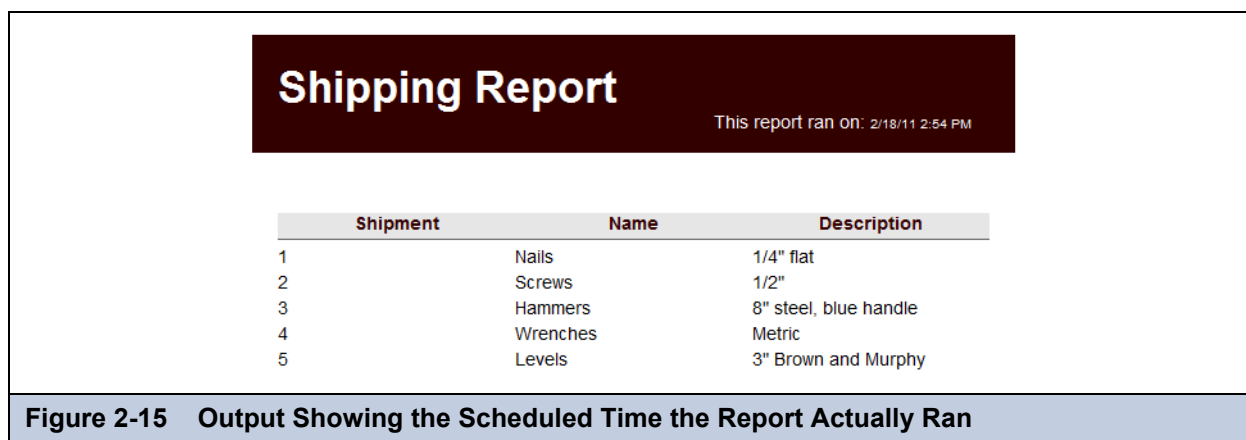 Shipping Report
This report ran on: 2/18/11 2:54 PM
Shipment Name Description
1 Nails 1/4" flat
2 Screws 1/2"
3 Hammers 8" steel, blue handle
4 Wrenches Metric
5 Levels 3" Brown and Murphy
Figure 2-15 Output Showing the Scheduled Time the Report Actually Ran